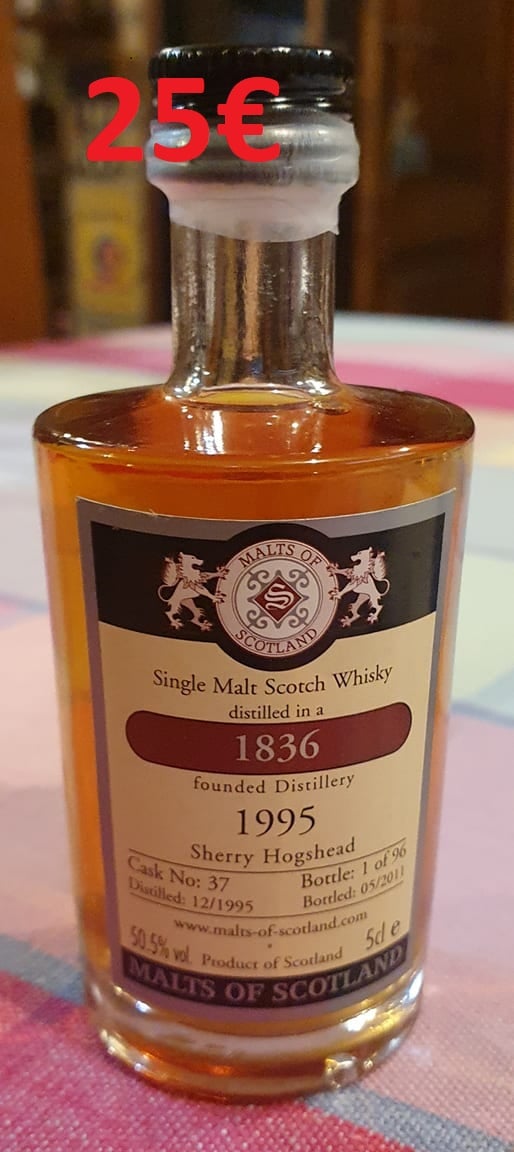 25€
MALTS OF
S
SCOTLAND
Single Malt Scotch Whisky
distilled in a
1836
founded Distillery
1995
Sherry Hogshead
Cask No: 37 Bottle: 1 of 96
Distilled: 12/1995 Bottled: 05/2011
www.malts-of-scotland.com
50.5% vol. Product of Scotland 5cl e
MALTS OF SCOTLAND